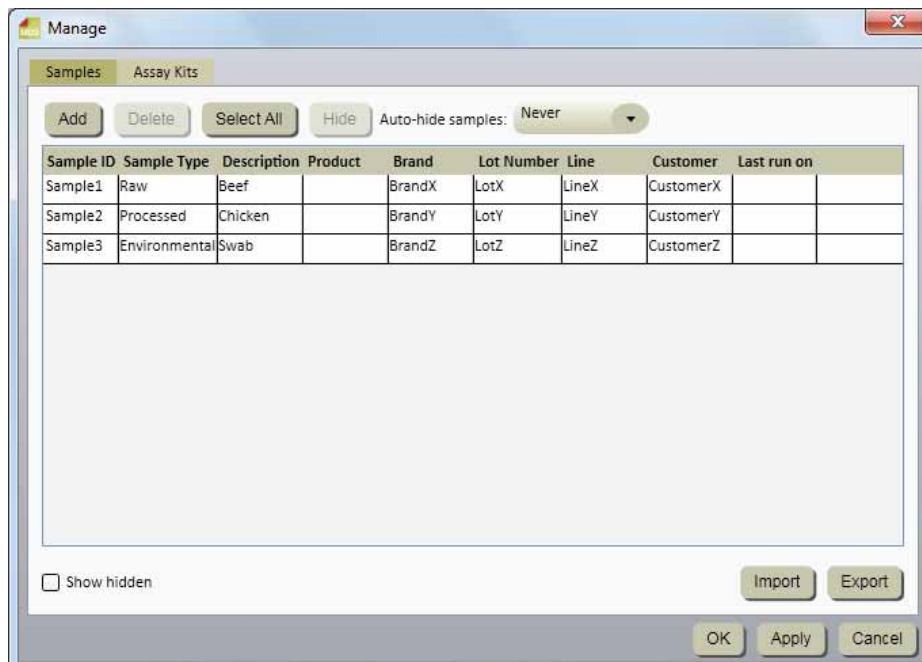 Manage
Samples Assay Kits
Add Delete Select All Hide Auto-hide samples: Never
Sample ID Sample Type Description Product Brand Lot Number Line Customer Last run on
Sample1 Raw Beef BrandX LotX LineX CustomerX
Sample2 Processed Chicken BrandY LotY LineY CustomerY
Sample3 Environmental Swab BrandZ LotZ LineZ CustomerZ
Show hidden Import Export
OK Apply Cancel